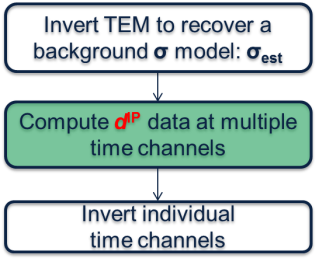 Invert TEM to recover a
background σ model: σest
Compute dIP data at multiple
time channels
Invert individual
time channels